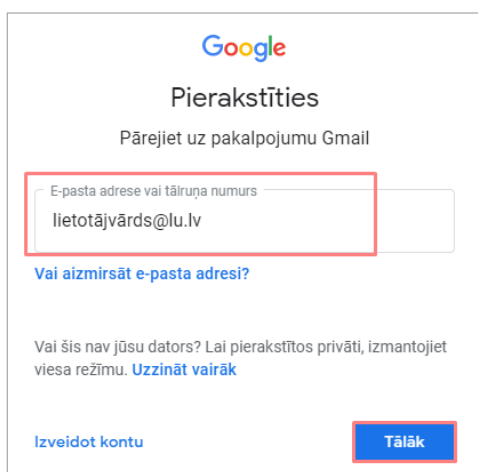 Google
Pierakstīties
Pārejiet uz pakalpojumu Gmail
E-pasta adrese vai tālruņa numurs
lietotājvārds@lu.lv
Vai aizmirsāt e-pasta adresi?
Vai šis nav jūsu dators? Lai pierakstītos privāti, izmantojiet
viesa režīmu. Uzzināt vairāk
Izveidot kontu
Tālāk